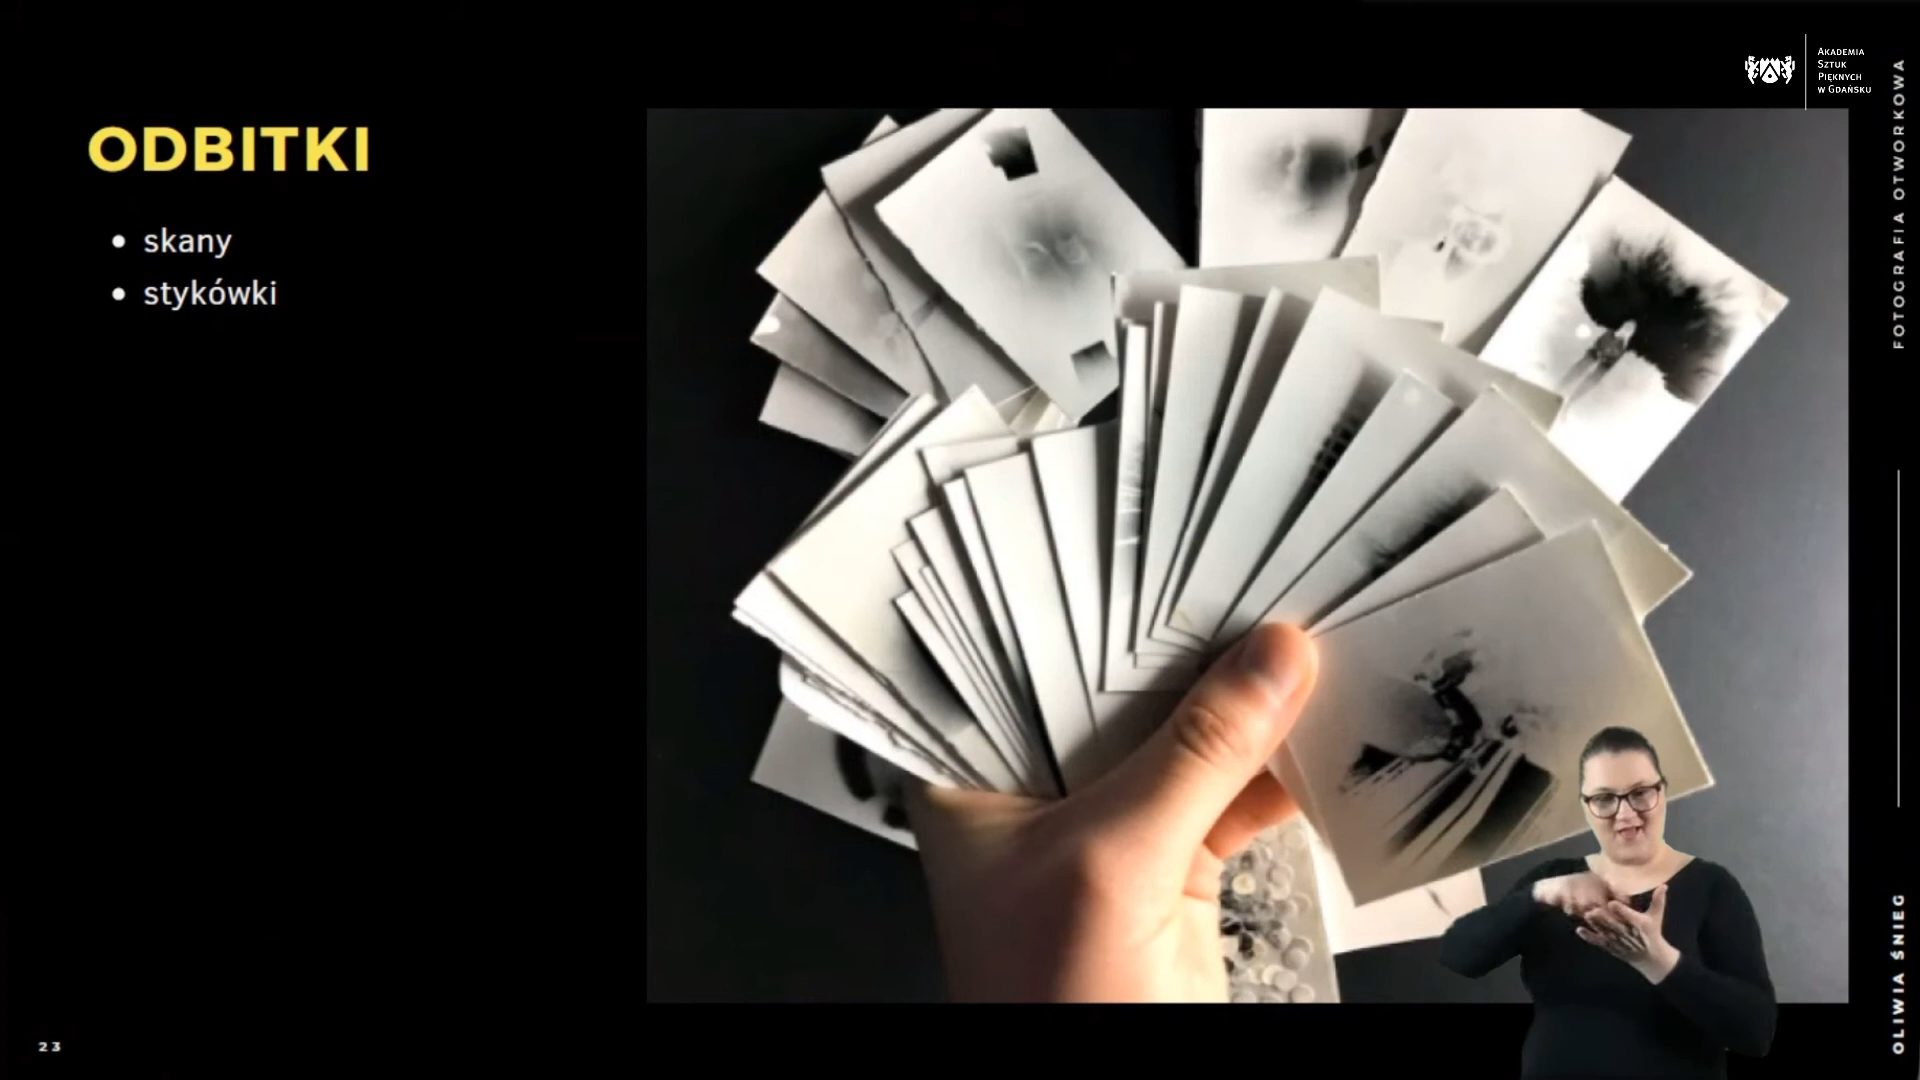 AKADEMIA
SZTUK
PIĘKNYCH
W GDAŃSKU
ODBITKI
• skany
• stykówki
FOTOGRAFIA OTWORKOWA
OLIWIA ŚNIEG
23